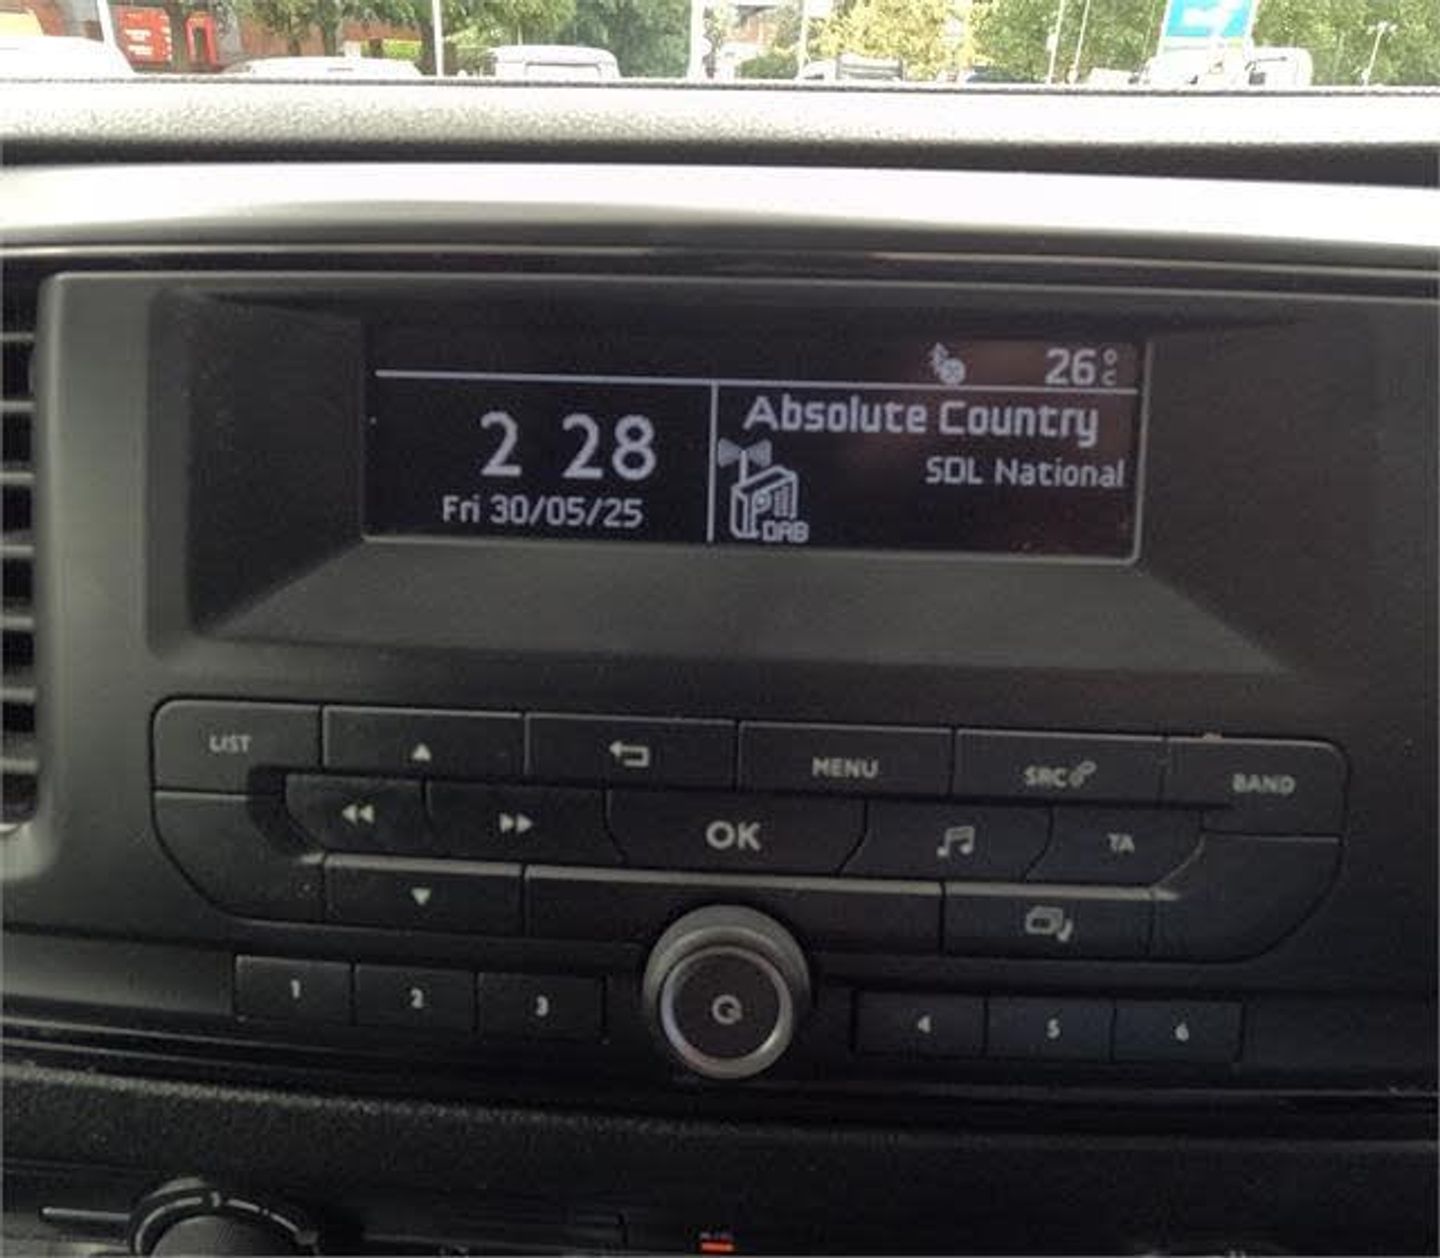 26°C
2 28
Fri 30/05/25
Absolute Country
SDL National
DAB
LIST
MENU
SRC
BAND
OK
TA
1
2
3
4
5
6